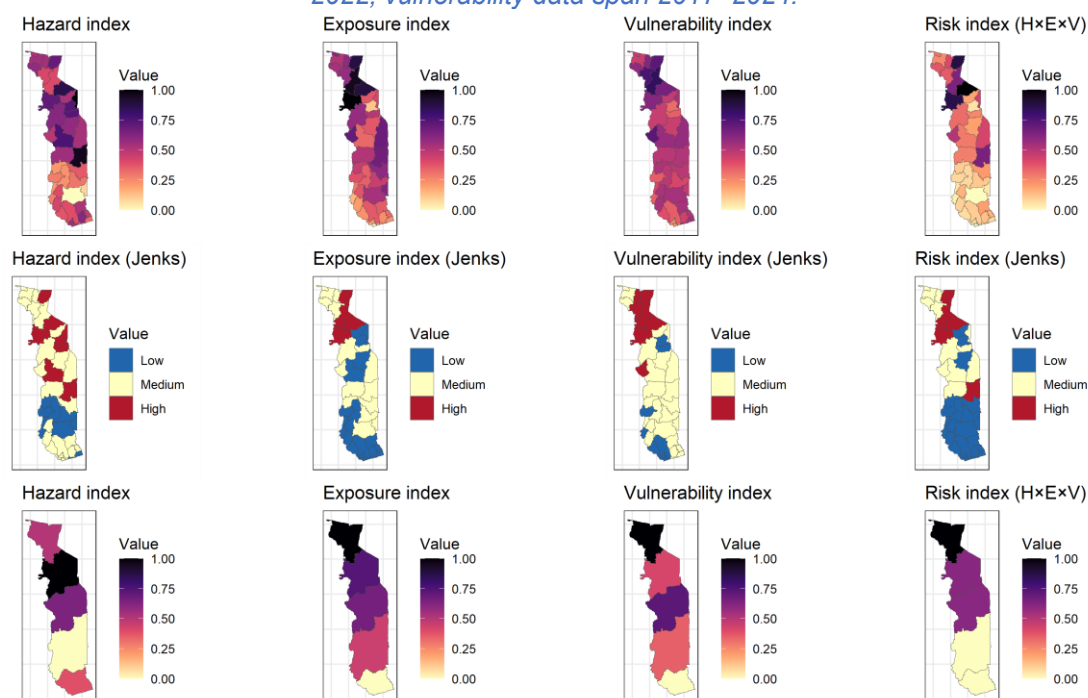 2022, vulnerability data span 2017–2021.
Hazard index
Value
1.00
0.75
0.50
0.25
0.00
Exposure index
Value
1.00
0.75
0.50
0.25
0.00
Vulnerability index
Value
1.00
0.75
0.50
0.25
0.00
Risk index (H×E×V)
Value
1.00
0.75
0.50
0.25
0.00
Hazard index (Jenks)
Value
Low
Medium
High
Exposure index (Jenks)
Value
Low
Medium
High
Vulnerability index (Jenks)
Value
Low
Medium
High
Risk index (Jenks)
Value
Low
Medium
High
Hazard index
Value
1.00
0.75
0.50
0.25
0.00
Exposure index
Value
1.00
0.75
0.50
0.25
0.00
Vulnerability index
Value
1.00
0.75
0.50
0.25
0.00
Risk index (H×E×V)
Value
1.00
0.75
0.50
0.25
0.00